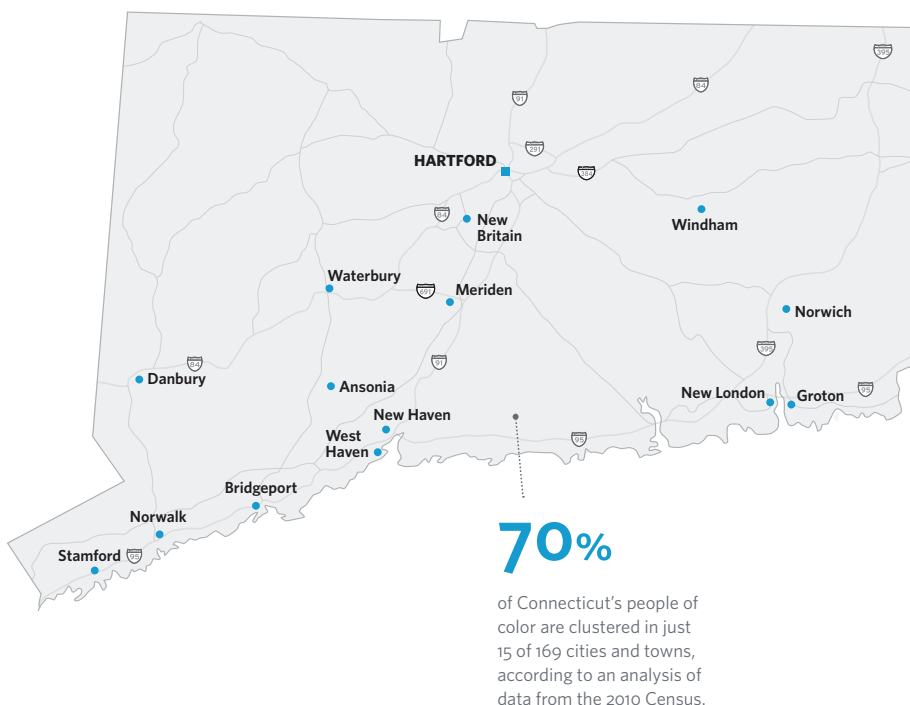 395
84
91
291
HARTFORD
384
84
New
Britain
Windham
Waterbury
691
Meriden
Norwich
395
91
84
Danbury
Ansonia
New London
Groton
95
New Haven
West
Haven
95
Bridgeport
Norwalk
Stamford
95
70%
of Connecticut's people of
color are clustered in just
15 of 169 cities and towns,
according to an analysis of
data from the 2010 Census.